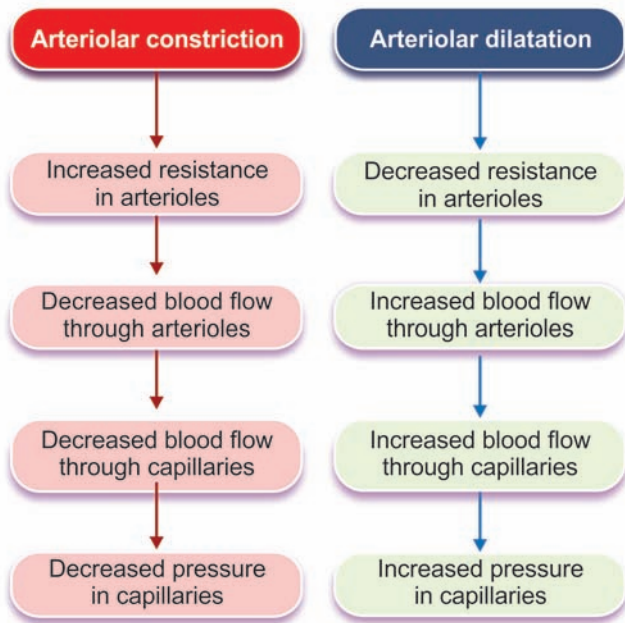 Arteriolar constriction
Increased resistance
in arterioles
Decreased blood flow
through arterioles
Decreased blood flow
through capillaries
Decreased pressure
in capillaries
Arteriolar dilatation
Decreased resistance
in arterioles
Increased blood flow
through arterioles
Increased blood flow
through capillaries
Increased pressure
in capillaries